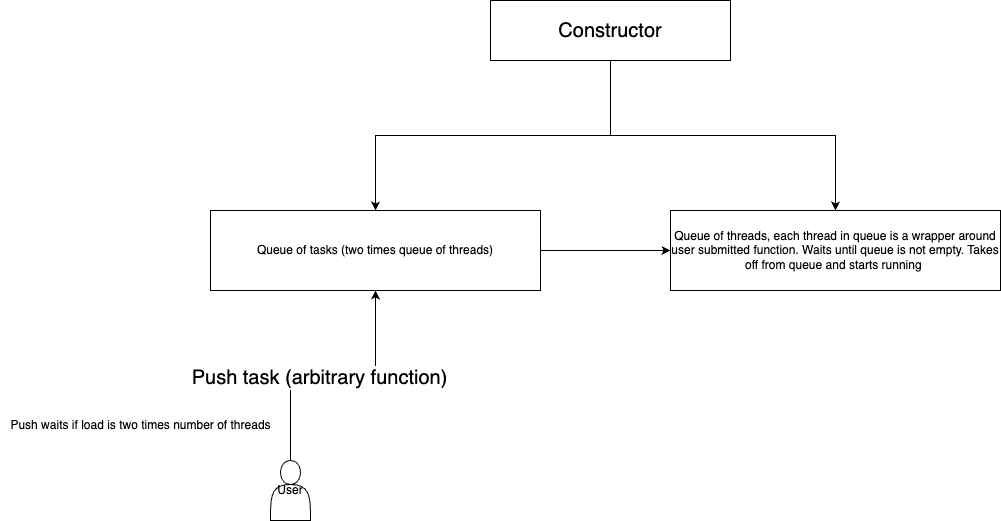 Constructor
Queue of tasks (two times queue of threads)
Queue of threads, each thread in queue is a wrapper around
user submitted function. Waits until queue is not empty. Takes
off from queue and starts running
Push task (arbitrary function)
Push waits if load is two times number of threads
User